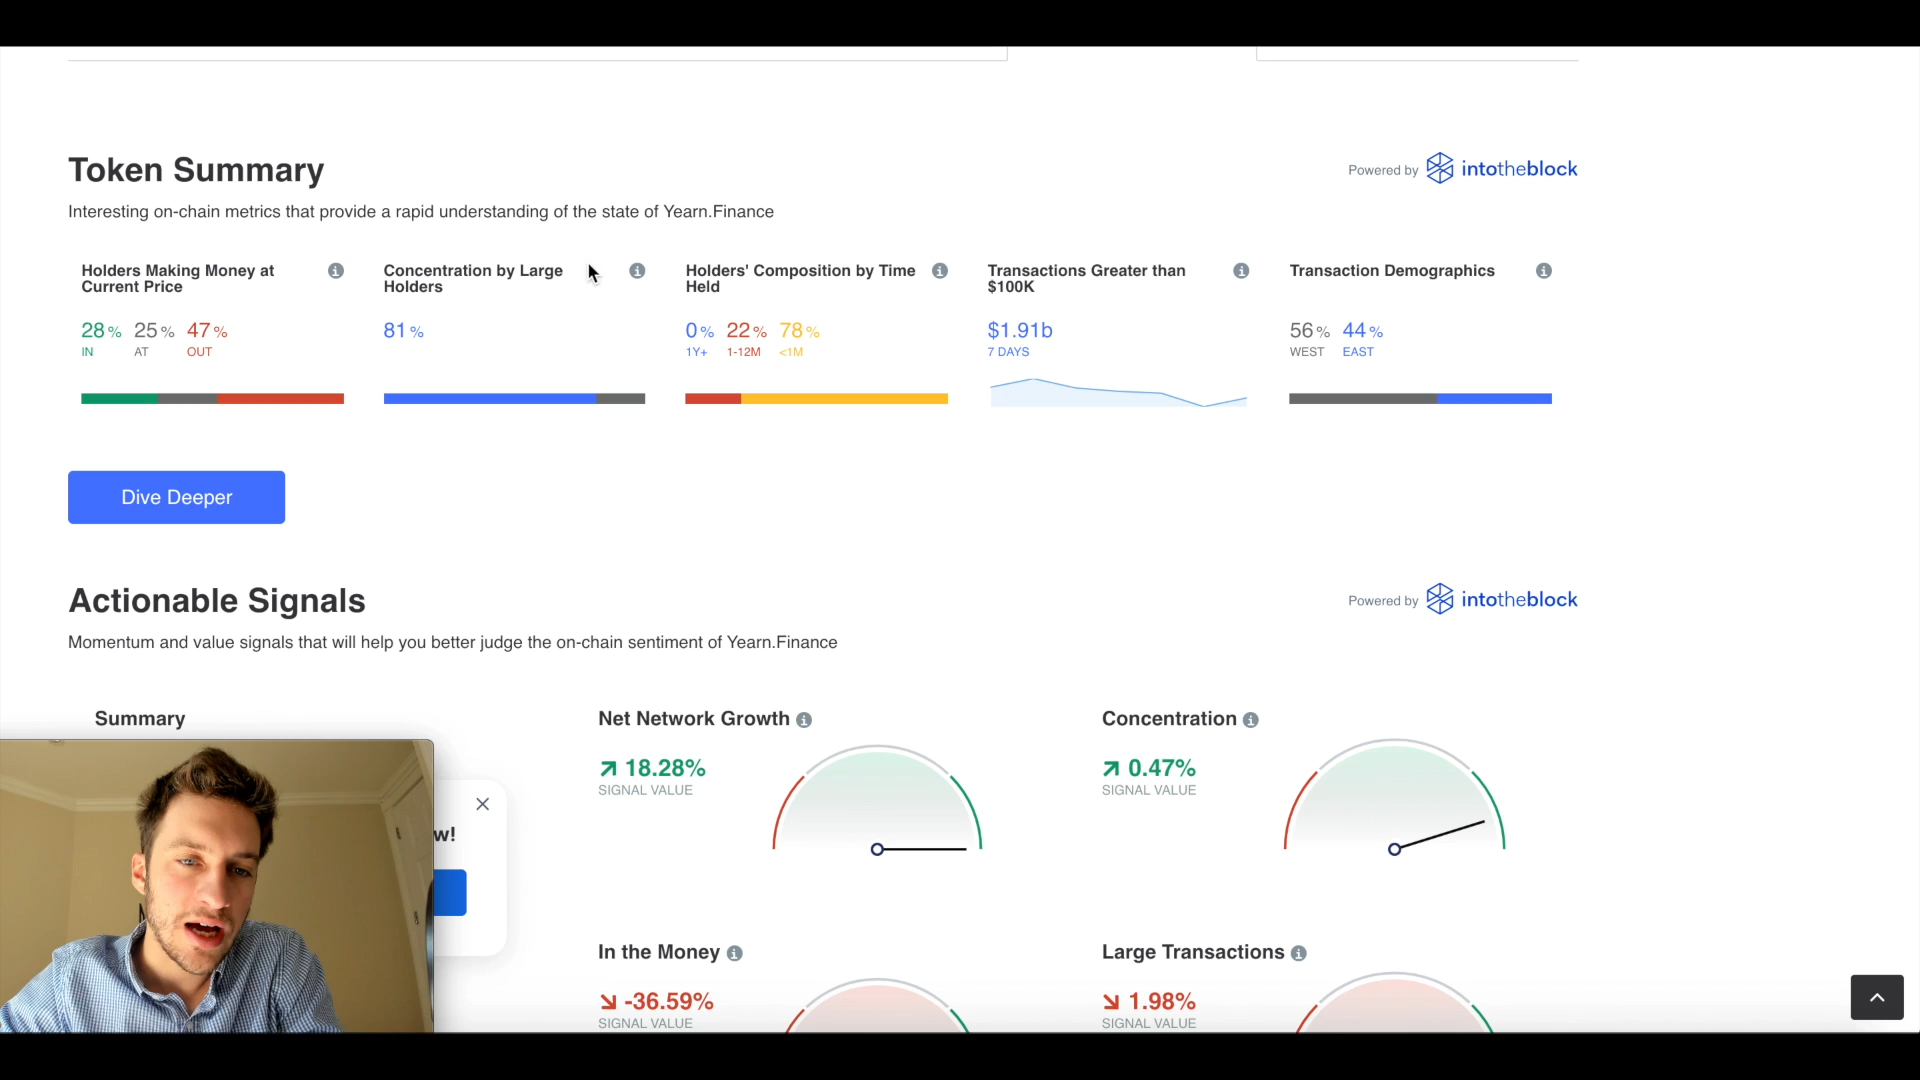 Token Summary
Powered by intotheblock
Interesting on-chain metrics that provide a rapid understanding of the state of Yearn.Finance
Holders Making Money at
Current Price
28% 25% 47%
IN AT OUT
Concentration by Large
Holders
81%
Holders' Composition by Time
Held
0% 22% 78%
1Y+ 1-12M <1M
Transactions Greater than
$100K
$1.91b
7 DAYS
Transaction Demographics
56% 44%
WEST EAST
Dive Deeper
Actionable Signals
Powered by intotheblock
Momentum and value signals that will help you better judge the on-chain sentiment of Yearn.Finance
Summary
w!
Net Network Growth
18.28%
SIGNAL VALUE
Concentration
0.47%
SIGNAL VALUE
In the Money
-36.59%
SIGNAL VALUE
Large Transactions
1.98%
SIGNAL VALUE